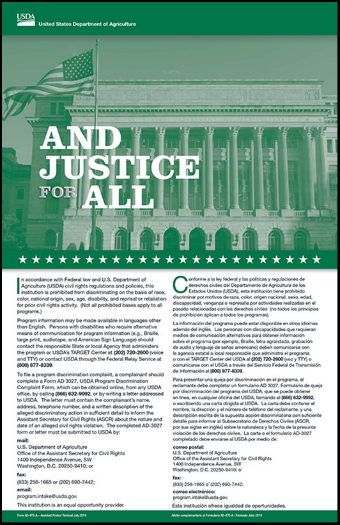 USDA
United States Department of Agriculture
AND
JUSTICE
FOR ALL
In accordance with Federal law and U.S. Department of
Agriculture (USDA) civil rights regulations and policies, this
institution is prohibited from discriminating on the basis of race,
color, national origin, sex, age, disability, and reprisal or retaliation
for prior civil rights activity. (Not all prohibited bases apply to all
programs.)
Program information may be made available in languages other
than English. Persons with disabilities who require alternative
means of communication for program information (e.g., Braille,
large print, audiotape, and American Sign Language) should
contact the responsible State or local Agency that administers
the program or USDA's TARGET Center at (202) 720-2600 (voice
and TTY) or contact USDA through the Federal Relay Service at
(800) 877-8339.
To file a program discrimination complaint, a complainant should
complete a Form AD 3027, USDA Program Discrimination
Complaint Form, which can be obtained online, from any USDA
office, by calling (866) 632-9992, or by writing a letter addressed
to USDA. The letter must contain the complainant's name,
address, telephone number, and a written description of the
alleged discriminatory action in sufficient detail to inform the
Assistant Secretary for Civil Rights (ASCR) about the nature and
date of an alleged civil rights violation. The completed AD-3027
form or letter must be submitted to USDA by:
mail:
U.S. Department of Agriculture
Office of the Assistant Secretary for Civil Rights
1400 Independence Avenue, SW
Washington, D.C. 20250-9410; or
fax:
(833) 256-1665 or (202) 690-7442;
email:
program.intake@usda.gov.
This institution is an equal opportunity provider.
Conforme a la ley federal y las políticas y regulaciones de
derechos civiles del Departamento de Agricultura de los
Estados Unidos (USDA), esta institución tiene prohibido
discriminar por motivos de raza, color, origen nacional, sexo, edad,
discapacidad, venganza o represalia por actividades realizadas en el
pasado relacionadas con los derechos civiles (no todos los principios
de prohibición aplican a todos los programas).
La información del programa puede estar disponible en otros idiomas
además del inglés. Las personas con discapacidades que requieran
medios de comunicación alternativos para obtener información
sobre el programa (por ejemplo, Braille, letra agrandada, grabación
de audio y lenguaje de señas americano) deben comunicarse con
la agencia estatal o local responsable que administra el programa
o con el TARGET Center del USDA al (202) 720-2600 (voz y TTY) o
comunicarse con el USDA a través del Servicio Federal de Transmisión
de Información al (800) 877-8339.
Para presentar una queja por discriminación en el programa, el
reclamante debe completar un formulario AD 3027, Formulario de queja
por discriminación del programa del USDA, que se puede obtener
en línea, en cualquier oficina del USDA, llamando al (866) 632-9992,
o escribiendo una carta dirigida al USDA. La carta debe contener el
nombre, la dirección y el número de teléfono del reclamante, y una
descripción escrita de la supuesta acción discriminatoria con suficiente
detalle para informar al Subsecretario de Derechos Civiles (ASCR,
por sus siglas en inglés) sobre la naturaleza y la fecha de la presunta
violación de los derechos civiles. La carta o el formulario AD-3027
completado debe enviarse al USDA por medio de:
correo postal:
U.S. Department of Agriculture
Office of the Assistant Secretary for Civil Rights
1400 Independence Avenue, SW
Washington, D.C. 20250-9410; o'
fax:
(833) 256-1665 o' (202) 690-7442;
correo electrónico:
program.intake@usda.gov.
Esta institución ofrece igualdad de oportunidades.